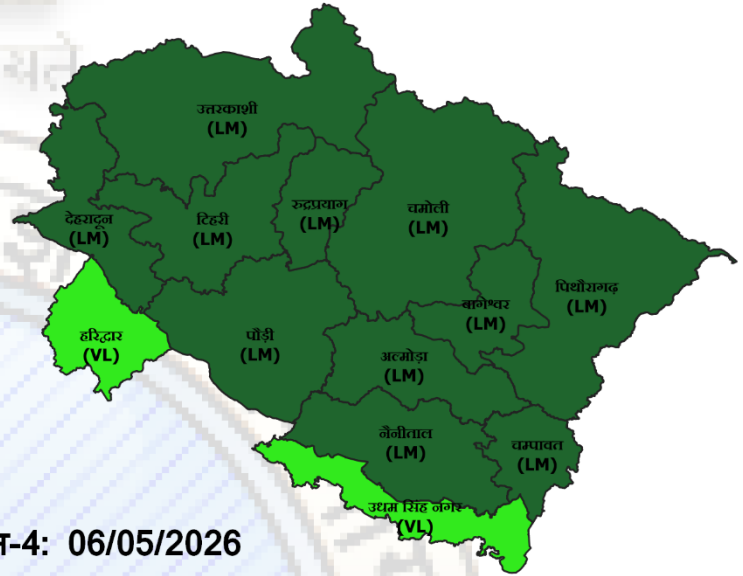 उत्तरकाशी
(LM)
देहरादून
(LM)
टिहरी
(LM)
रुद्रप्रयाग
(LM)
चमोली
(LM)
पिथौरागढ़
(LM)
बागेश्वर
(LM)
हरिद्वार
(VL)
पौड़ी
(LM)
अल्मोड़ा
(LM)
नैनीताल
(LM)
चम्पावत
(LM)
उधम सिंह नगर
(VL)
-4: 06/05/2026